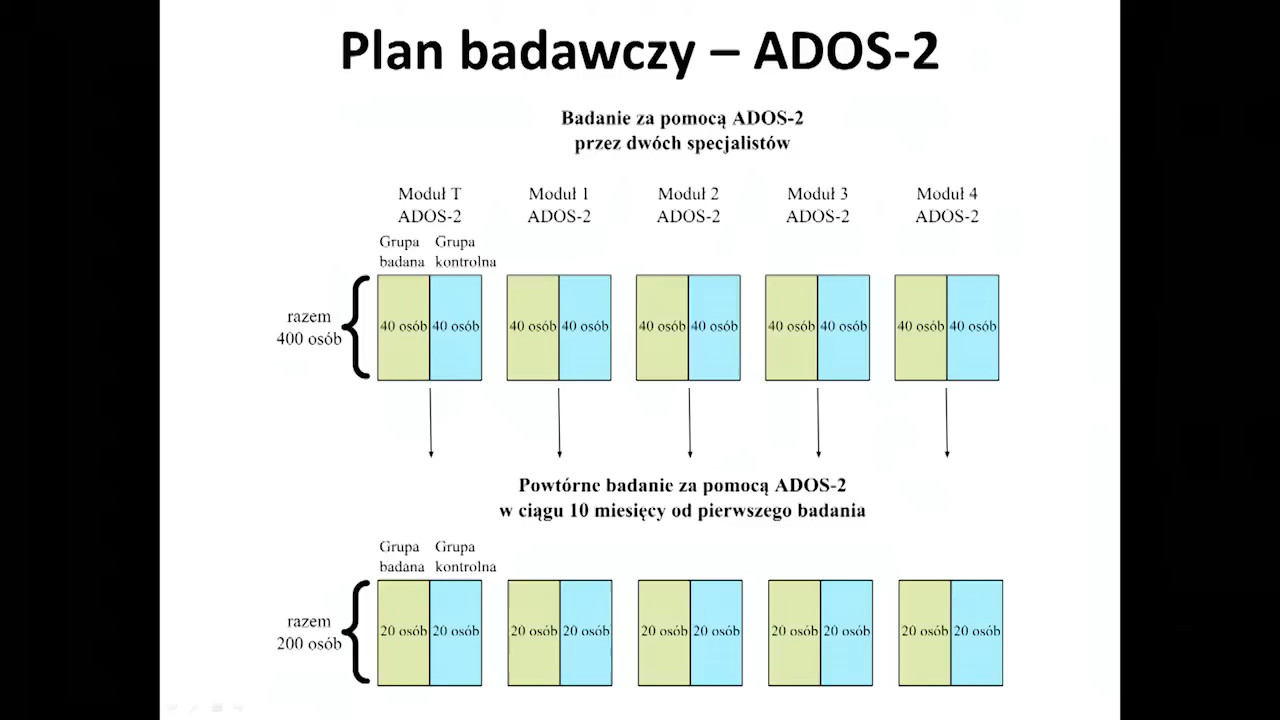 Plan badawczy – ADOS-2
Badanie za pomocą ADOS-2
przez dwóch specjalistów
Moduł T
ADOS-2
Moduł 1
ADOS-2
Moduł 2
ADOS-2
Moduł 3
ADOS-2
Moduł 4
ADOS-2
Grupa badana
Grupa kontrolna
razem
400 osób
40 osób 40 osób 40 osób 40 osób 40 osób 40 osób 40 osób 40 osób 40 osób 40 osób
Powtórne badanie za pomocą ADOS-2
w ciągu 10 miesięcy od pierwszego badania
Grupa badana
Grupa kontrolna
razem
200 osób
20 osób 20 osób 20 osób 20 osób 20 osób 20 osób 20 osób 20 osób 20 osób 20 osób